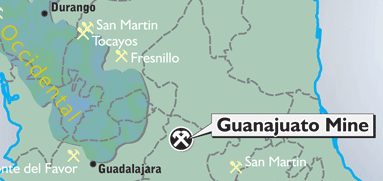 Durango
San Martin
Tocayos
Fresnillo
Occidental
Guanajuato Mine
nte del Favor
Guadalajara
San Martin